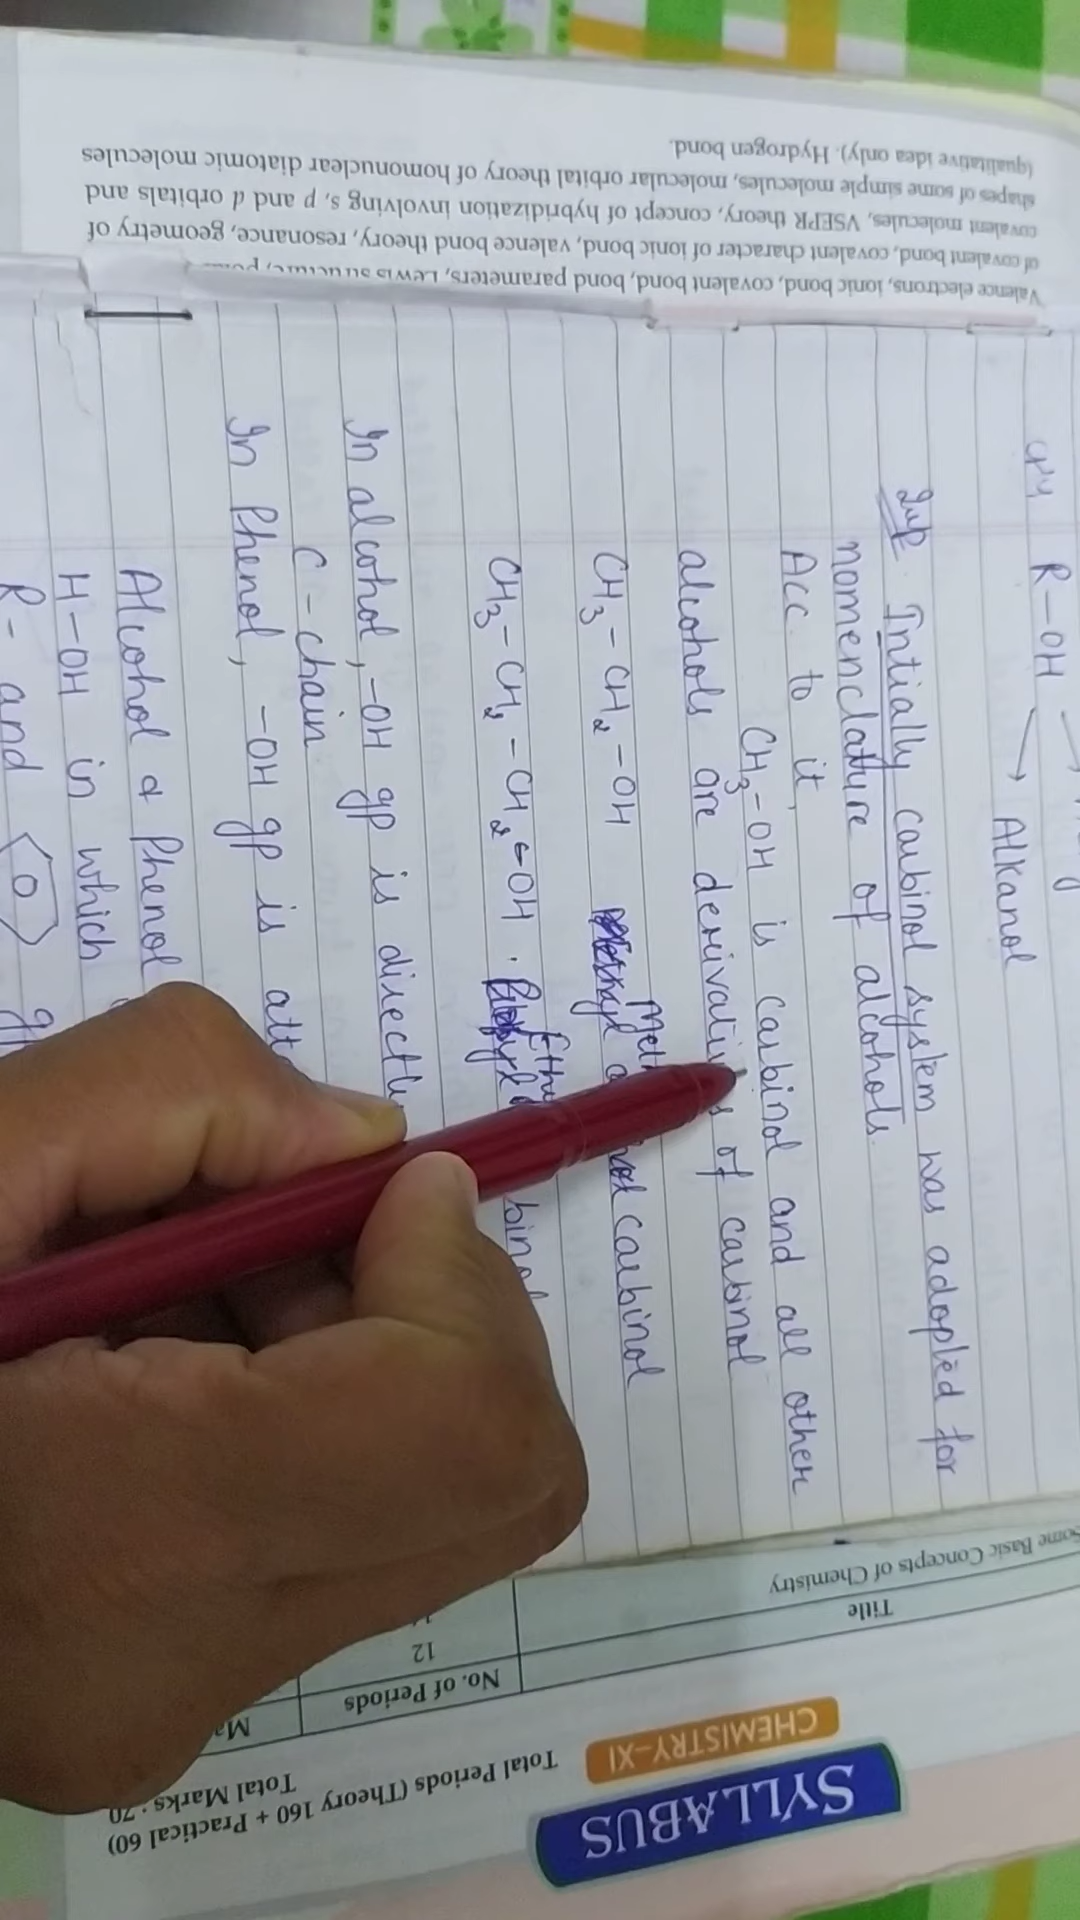 R-OH
Alkanol
Imp Intially carbinol system was adopted for
nomenclature of alcohols.
Acc. to it,
CH3-OH is carbinol and all other
alcohols are derivatives of carbinol
CH3-CH2-OH carbinol
CH3-CH2-CH2-OH.
In alcohol, -OH gp is directly
C-chain
In Phenol, -OH gp is
Alcohol & Phenol
H-OH in which
R- and
Valence electrons, ionic bond, covalent bond, bond parameters, Lewis structure,
of covalent bond, covalent character of ionic bond, valence bond theory, resonance, geometry of
covalent molecules, VSEPR theory, concept of hybridization involving s, p and d orbitals and
shapes of some simple molecules, molecular orbital theory of homonuclear diatomic molecules
(qualitative idea only). Hydrogen bond.
SYLLABUS
CHEMISTRY-XI
Total Periods (Theory 160 + Practical 60)
Total Marks : 70
Title
No. of Periods
Some Basic Concepts of Chemistry
12